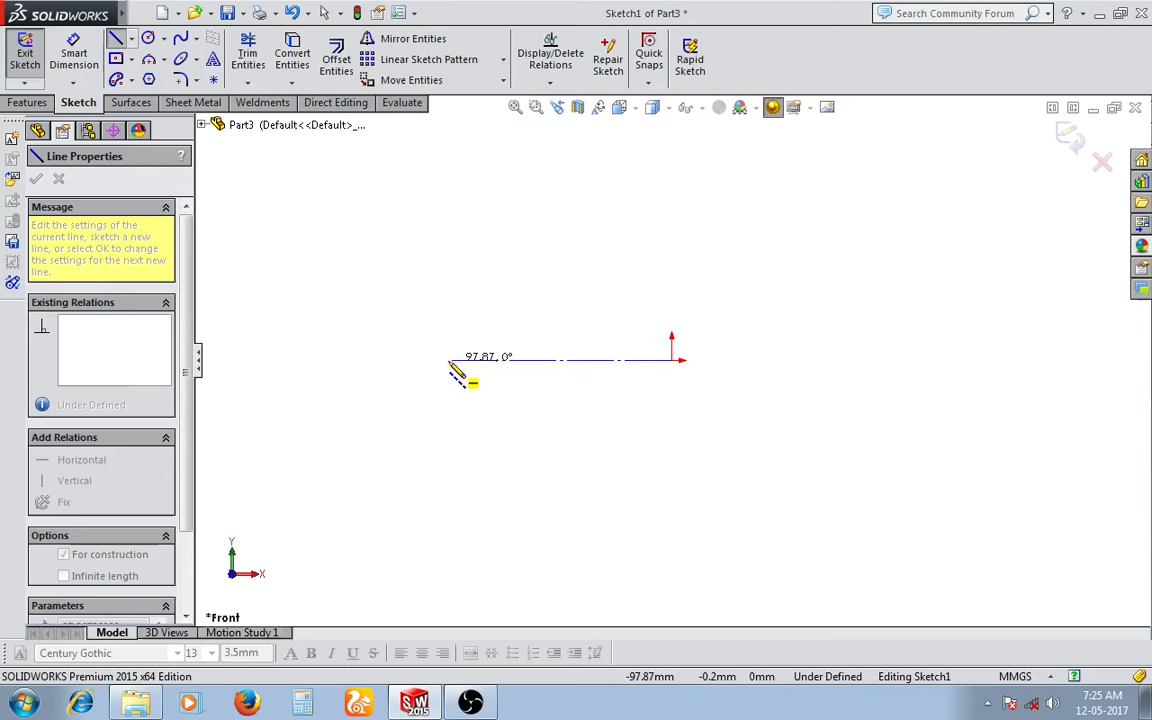 SOLIDWORKS
Sketch1 of Part3 *
Search Community Forum
Exit Sketch
Smart Dimension
Trim Entities
Convert Entities
Offset Entities
Mirror Entities
Linear Sketch Pattern
Move Entities
Display/Delete Relations
Repair Sketch
Quick Snaps
Rapid Sketch
Features
Sketch
Surfaces
Sheet Metal
Weldments
Direct Editing
Evaluate
Part3 (Default<<Default>_...
Line Properties
?
Message
Edit the settings of the
current line, sketch a new
line, or select OK to change
the settings for the next new
line.
Existing Relations
Under Defined
Add Relations
Horizontal
Vertical
Fix
Options
For construction
Infinite length
Parameters
97.87, 0°
Y
X
*Front
Model
3D Views
Motion Study 1
Century Gothic
13
3.5mm
B
I
U
S
SOLIDWORKS Premium 2015 x64 Edition
-97.87mm
-0.2mm
0mm
Under Defined
Editing Sketch1
MMGS
SW
2015
7:25 AM
12-05-2017